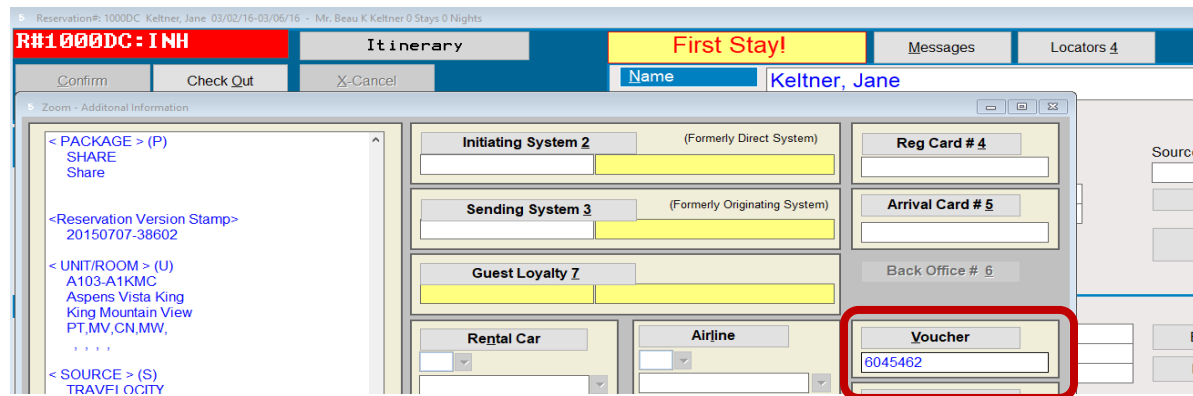 Reservation#: 1000DC Keltner, Jane 03/02/16-03/06/16 - Mr. Beau K Keltner 0 Stays 0 Nights
R#1000DC:INH
Itinerary
First Stay!
Messages
Locators 4
Confirm
Check Out
X-Cancel
Name
Keltner, Jane
Zoom - Additonal Information
< PACKAGE > (P)
SHARE
Share
<Reservation Version Stamp>
20150707-38602
< UNIT/ROOM > (U)
A103-A1KMC
Aspens Vista King
King Mountain View
PT,MV,CN,MW,
, , , ,
< SOURCE > (S)
TRAVELOCITY
Initiating System 2
(Formerly Direct System)
Sending System 3
(Formerly Originating System)
Guest Loyalty 7
Rental Car
Airline
Reg Card # 4
Arrival Card # 5
Back Office # 6
Voucher
6045462